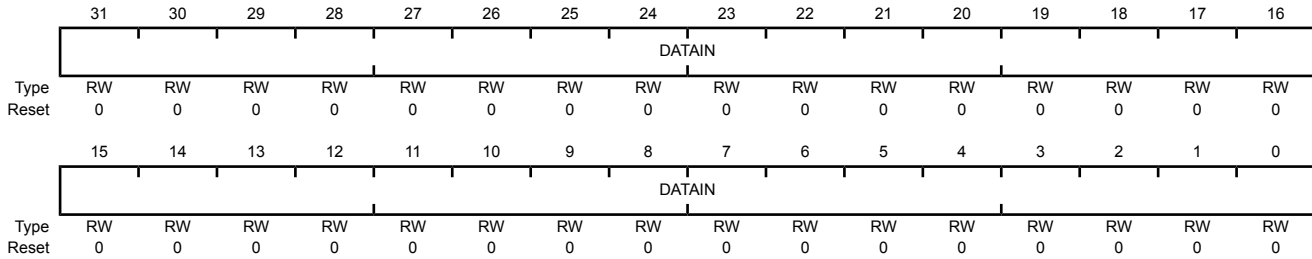 31 30 29 28 27 26 25 24 23 22 21 20 19 18 17 16
DATAIN
Type RW RW RW RW RW RW RW RW RW RW RW RW RW RW RW RW
Reset 0 0 0 0 0 0 0 0 0 0 0 0 0 0 0 0
15 14 13 12 11 10 9 8 7 6 5 4 3 2 1 0
DATAIN
Type RW RW RW RW RW RW RW RW RW RW RW RW RW RW RW RW
Reset 0 0 0 0 0 0 0 0 0 0 0 0 0 0 0 0